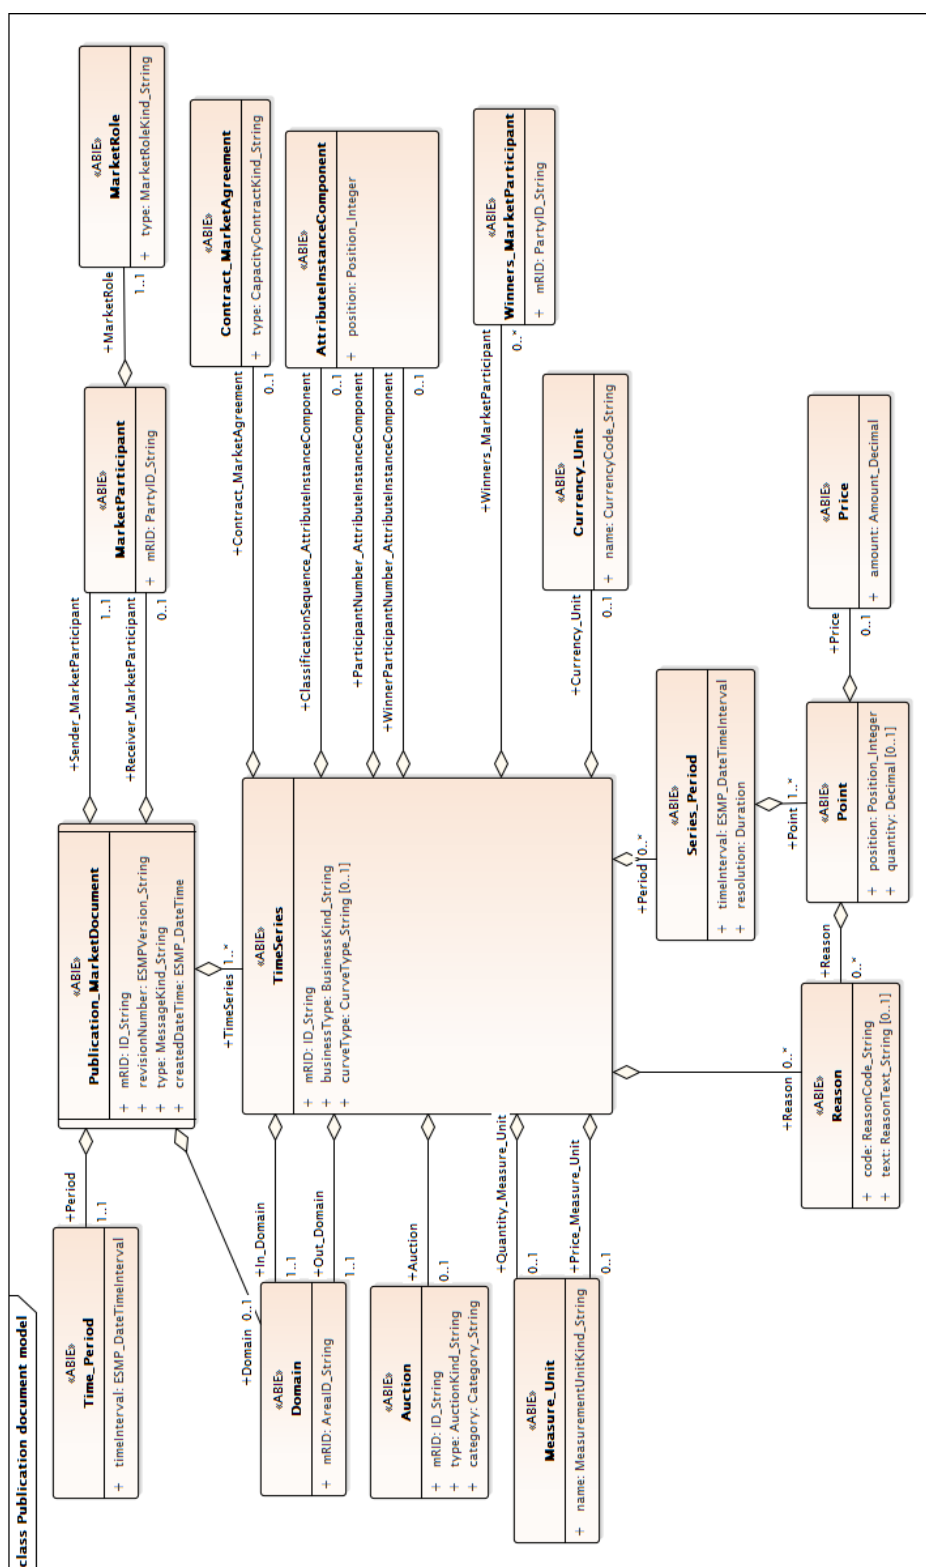 class Publication document model
«ABIE»
Time_Period
+ timeInterval: ESMP_DateTimeInterval
+Period
1..1
«ABIE»
Publication_MarketDocument
+ mRID: ID_String
+ revisionNumber: ESMPVersion_String
+ type: MessageKind_String
+ createdDateTime: ESMP_DateTime
+Sender_MarketParticipant
1..1
+Receiver_MarketParticipant
0..1
«ABIE»
MarketParticipant
+ mRID: PartyID_String
+MarketRole
1..1
«ABIE»
MarketRole
+ type: MarketRoleKind_String
+Domain 0..1
+TimeSeries 1..*
«ABIE»
Domain
+ mRID: AreaID_String
+In_Domain
1..1
+Out_Domain
1..1
«ABIE»
TimeSeries
+ mRID: ID_String
+ businessType: BusinessKind_String
+ curveType: CurveType_String [0..1]
+Contract_MarketAgreement
0..1
«ABIE»
Contract_MarketAgreement
+ type: CapacityContractKind_String
+ClassificationSequence_AttributeInstanceComponent
0..1
+ParticipantNumber_AttributeInstanceComponent
0..1
+WinnerParticipantNumber_AttributeInstanceComponent
0..1
«ABIE»
AttributeInstanceComponent
+ position: Position_Integer
«ABIE»
Auction
+ mRID: ID_String
+ type: AuctionKind_String
+ category: Category_String
+Auction
0..1
+Winners_MarketParticipant
0..*
«ABIE»
Winners_MarketParticipant
+ mRID: PartyID_String
«ABIE»
Measure_Unit
+ name: MeasurementUnitKind_String
+Quantity_Measure_Unit
0..1
+Price_Measure_Unit
0..1
+Currency_Unit
0..1
«ABIE»
Currency_Unit
+ name: CurrencyCode_String
+Period 0..*
«ABIE»
Series_Period
+ timeInterval: ESMP_DateTimeInterval
+ resolution: Duration
+Reason 0..*
«ABIE»
Reason
+ code: ReasonCode_String
+ text: ReasonText_String [0..1]
+Reason
0..*
+Point 1..*
«ABIE»
Point
+ position: Position_Integer
+ quantity: Decimal [0..1]
+Price
0..1
«ABIE»
Price
+ amount: Amount_Decimal